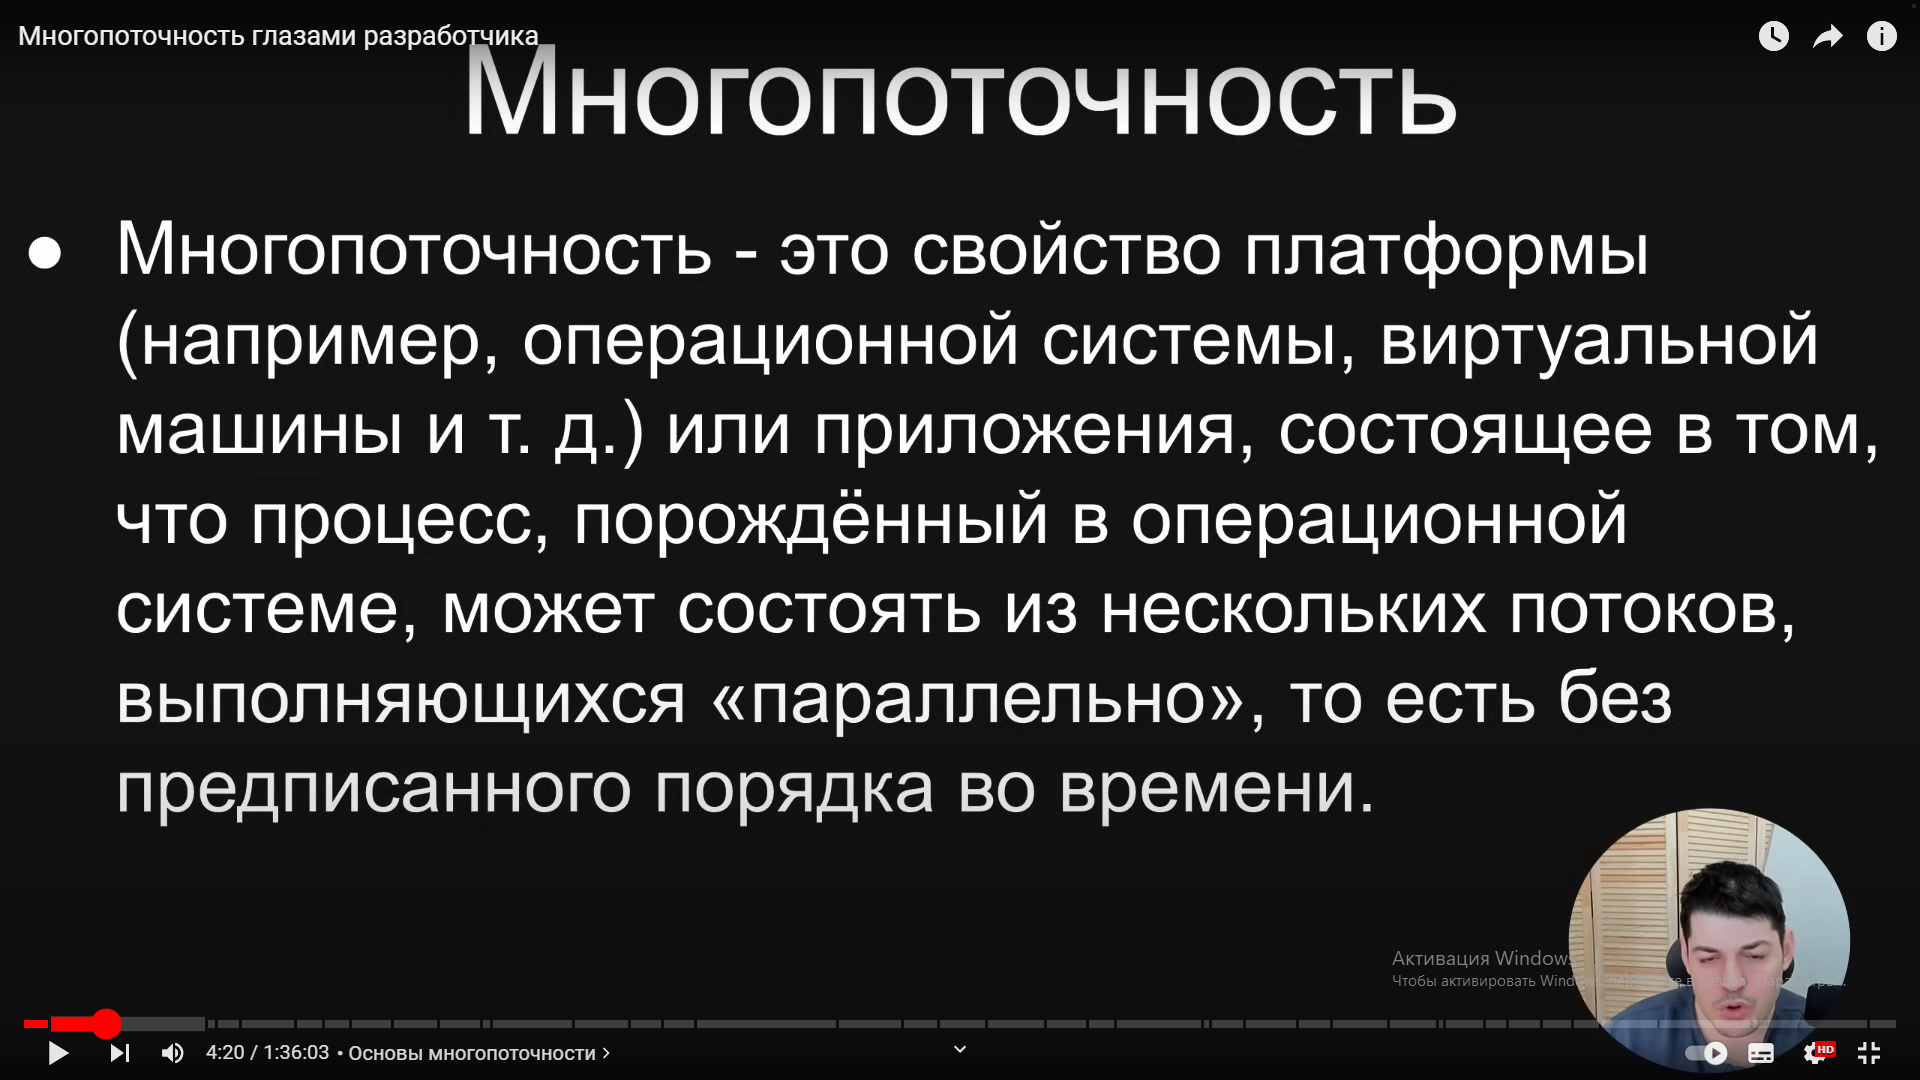 Многопоточность глазами разработчика
Многопоточность
● Многопоточность - это свойство платформы
(например, операционной системы, виртуальной
машины и т. д.) или приложения, состоящее в том,
что процесс, порождённый в операционной
системе, может состоять из нескольких потоков,
выполняющихся «параллельно», то есть без
предписанного порядка во времени.
Активация Windows
Чтобы активировать Windows
4:20 / 1:36:03 • Основы многопоточности
HD